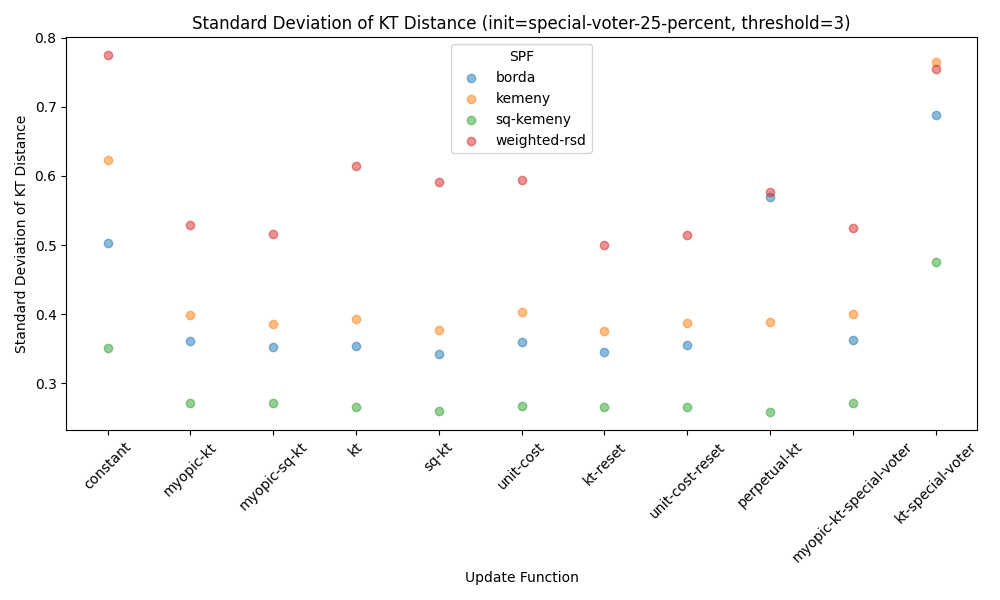 Standard Deviation of KT Distance (init=special-voter-25-percent, threshold=3)
Standard Deviation of KT Distance
0.8
0.7
0.6
0.5
0.4
0.3
SPF
borda
kemeny
sq-kemeny
weighted-rsd
constant
myopic-kt
myopic-sq-kt
kt
sq-kt
unit-cost
kt-reset
unit-cost-reset
perpetual-kt
myopic-kt-special-voter
kt-special-voter
Update Function